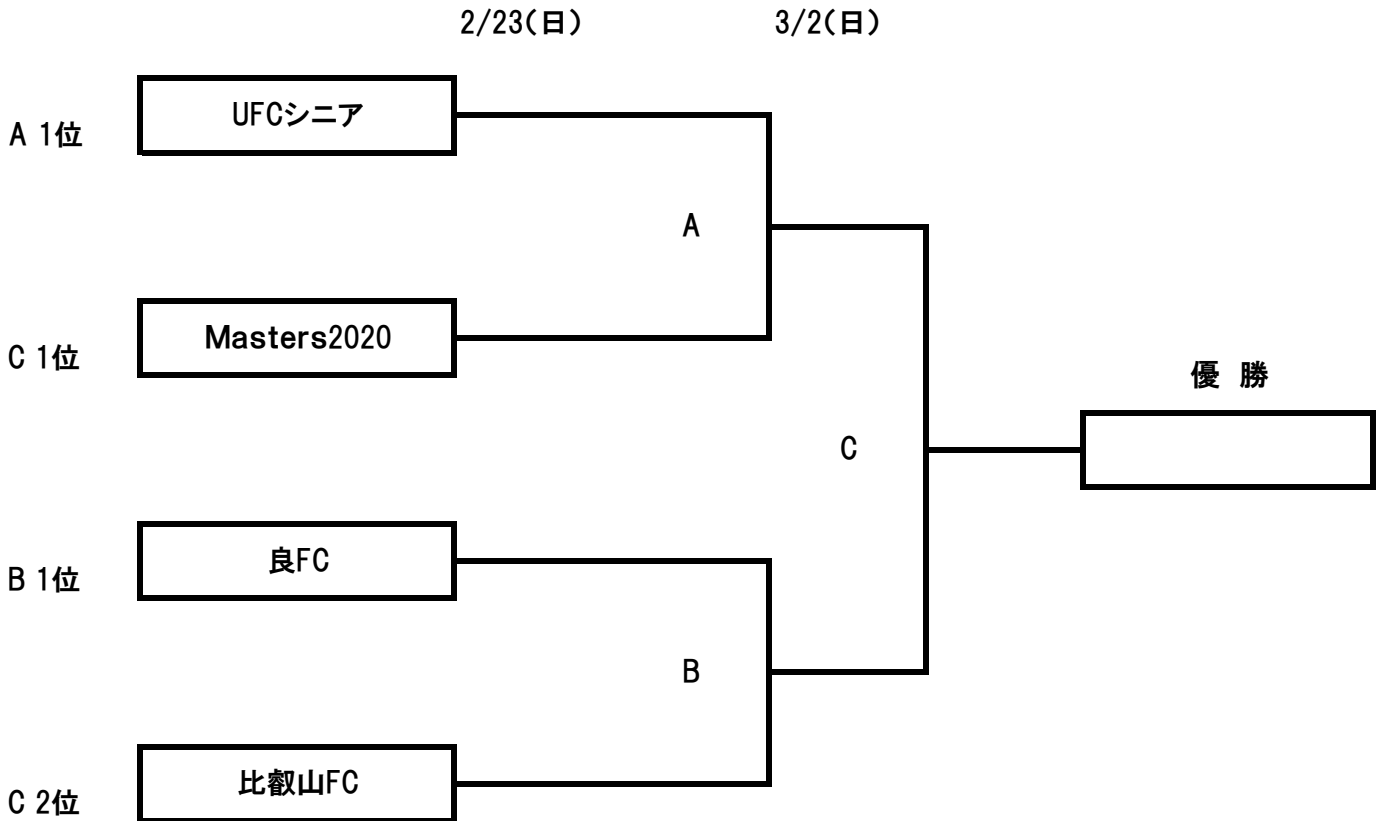 2/23(日) 3/2(日)
UFCシニア
A 1位
A
Masters2020
C 1位
優 勝
C
良FC
B 1位
B
比叡山FC
C 2位